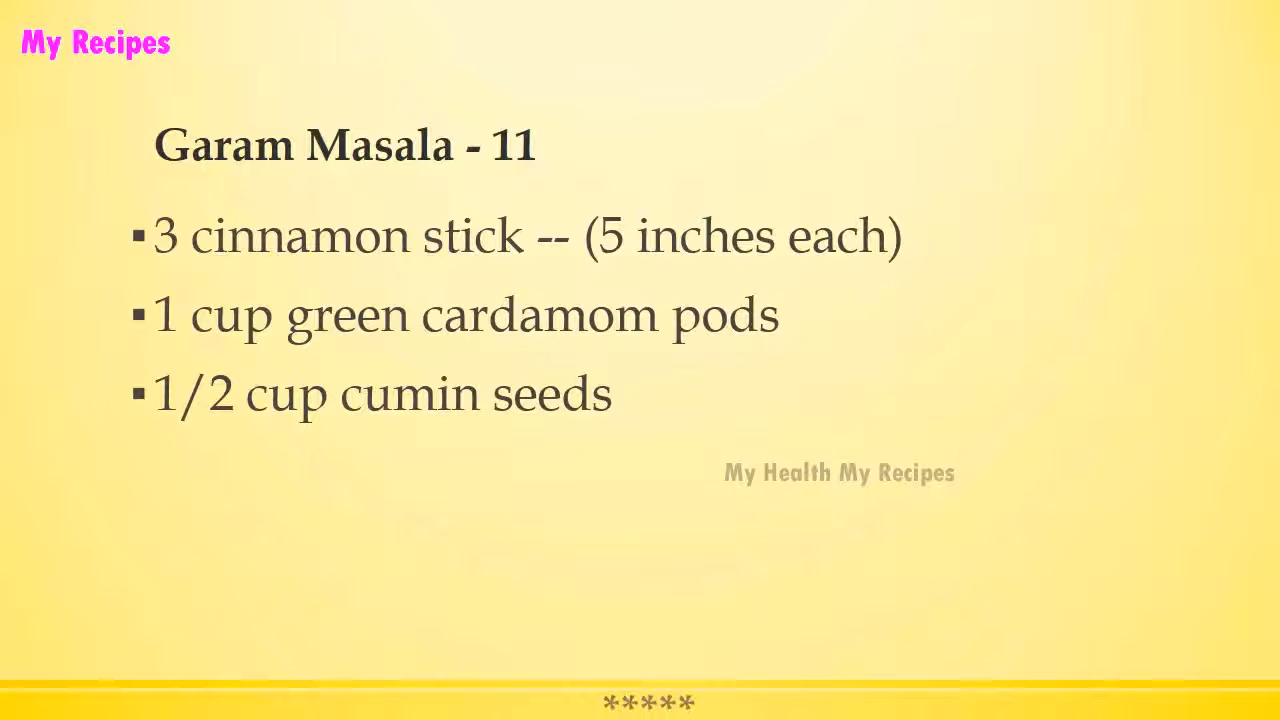 My Recipes
Garam Masala - 11
▪3 cinnamon stick -- (5 inches each)
▪1 cup green cardamom pods
▪1/2 cup cumin seeds
My Health My Recipes
*****